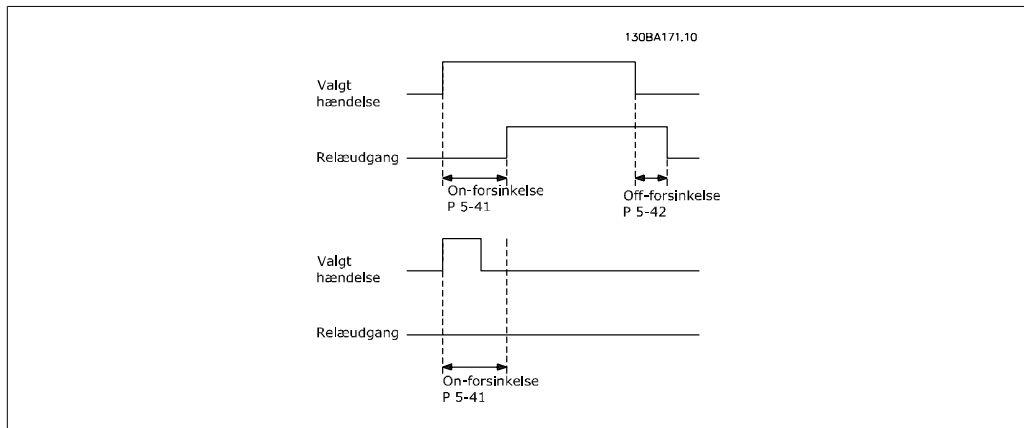 130BA171.10
Valgt
hændelse
Relæudgang
On-forsinkelse
P 5-41
Off-forsinkelse
P 5-42
Valgt
hændelse
Relæudgang
On-forsinkelse
P 5-41